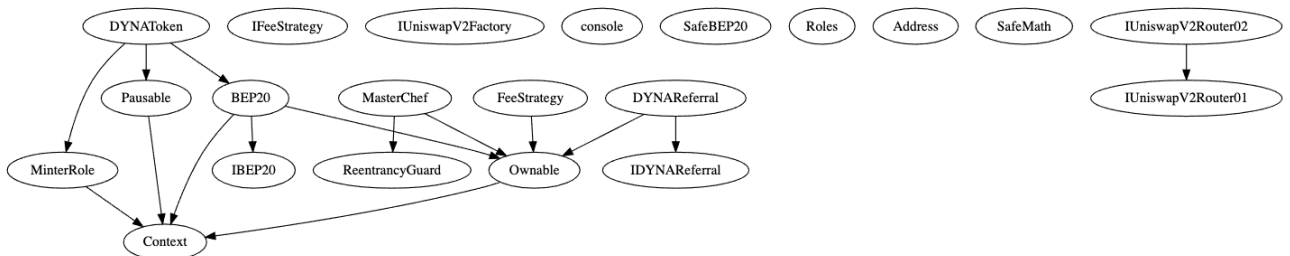 DYNAToken
IFeeStrategy
IUniswapV2Factory
console
SafeBEP20
Roles
Address
SafeMath
IUniswapV2Router02
Pausable
BEP20
MasterChef
FeeStrategy
DYNAReferral
IUniswapV2Router01
MinterRole
IBEP20
ReentrancyGuard
Ownable
IDYNAReferral
Context